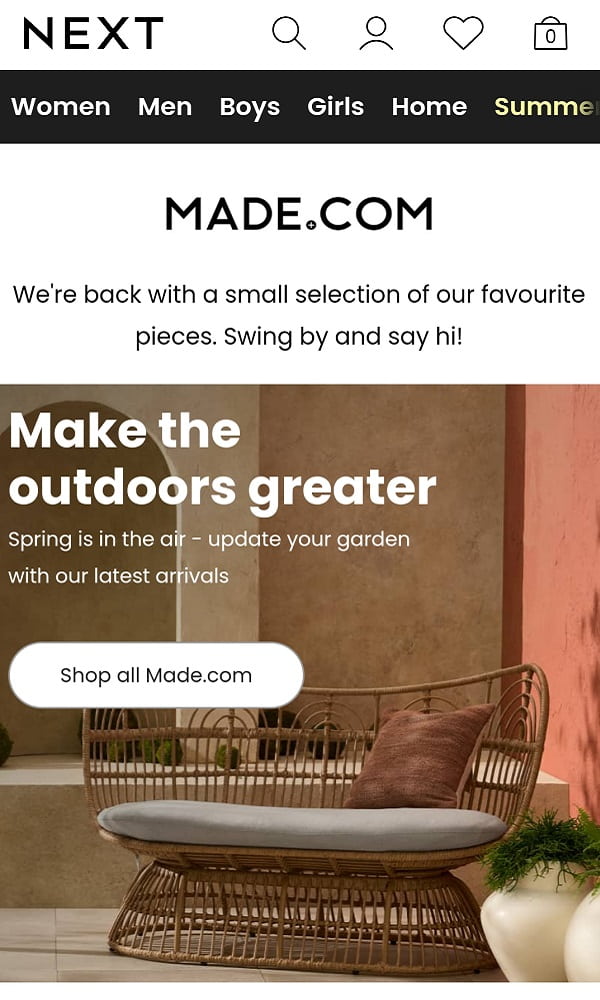 NEXT
0
Women Men Boys Girls Home Summe
MADE.COM
We're back with a small selection of our favourite
pieces. Swing by and say hi!
Make the
outdoors greater
Spring is in the air - update your garden
with our latest arrivals
Shop all Made.com